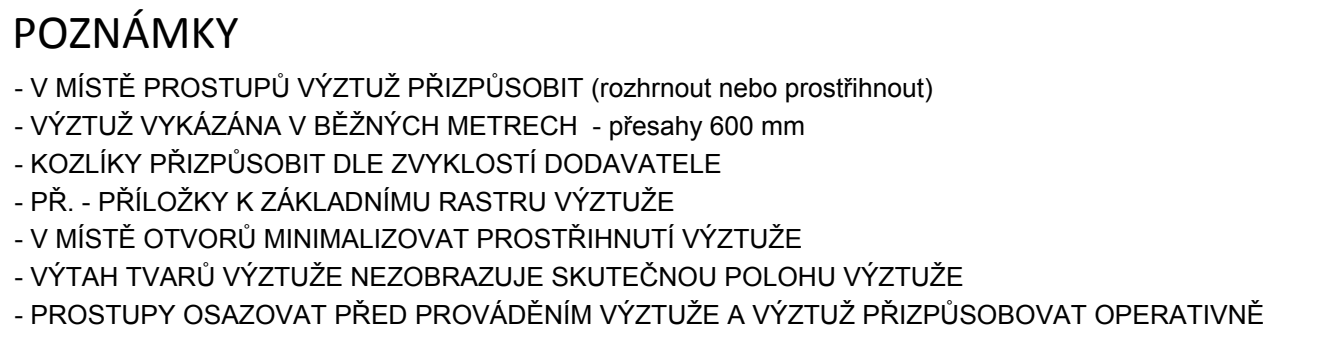 POZNÁMKY
- V MÍSTĚ PROSTUPŮ VÝZTUŽ PŘIZPŮSOBIT (rozhrnout nebo prostřihnout)
- VÝZTUŽ VYKÁZÁNA V BĚŽNÝCH METRECH - přesahy 600 mm
- KOZLÍKY PŘIZPŮSOBIT DLE ZVYKLOSTÍ DODAVATELE
- PŘ. - PŘÍLOŽKY K ZÁKLADNÍMU RASTRU VÝZTUŽE
- V MÍSTĚ OTVORŮ MINIMALIZOVAT PROSTŘIHNUTÍ VÝZTUŽE
- VÝTAH TVARŮ VÝZTUŽE NEZOBRAZUJE SKUTEČNOU POLOHU VÝZTUŽE
- PROSTUPY OSAZOVAT PŘED PROVÁDĚNÍM VÝZTUŽE A VÝZTUŽ PŘIZPŮSOBOVAT OPERATIVNĚ